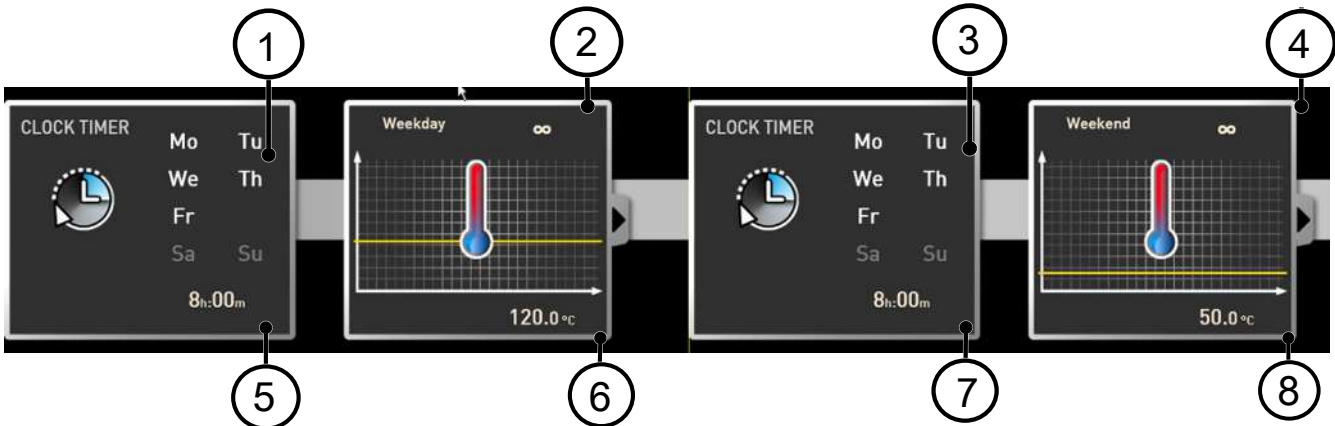 1
2
3
4
CLOCK TIMER
Mo Tu
We Th
Fr
Sa Su
8h:00m
Weekday ∞
120.0 °C
CLOCK TIMER
Mo Tu
We Th
Fr
Sa Su
8h:00m
Weekend ∞
50.0 °C
5
6
7
8